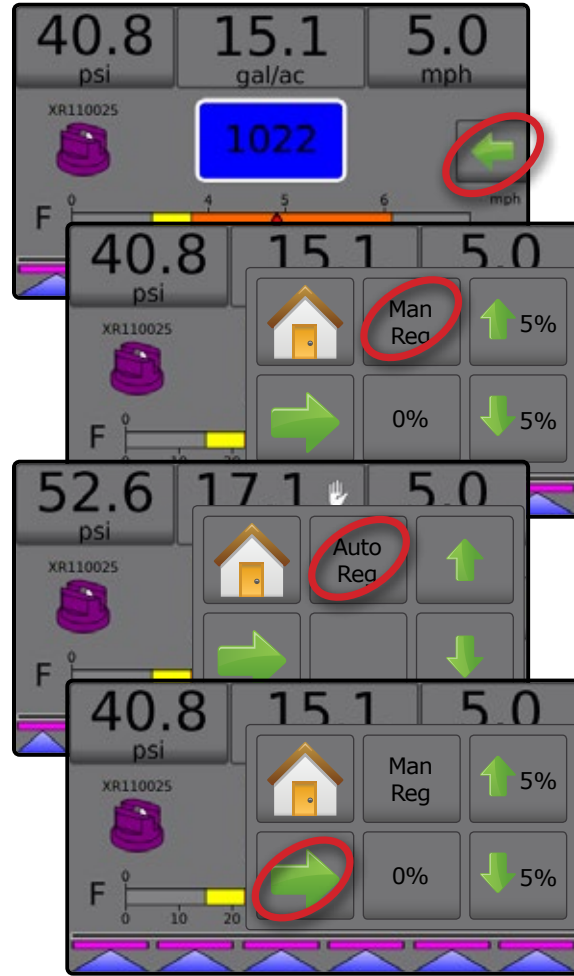 40.8 15.1 5.0
psi gal/ac mph
XR110025
1022
0 4 5 6 mph
F
40.8 15.1 5.0
psi
Man
Reg
5%
XR110025
0% 5%
0
F
10 20
52.6 17.1 5.0
psi
Auto
Reg
XR110025
0
F
40.8 15.1 5.0
psi
Man
Reg
5%
XR110025
0% 5%
0
F
0 10 20